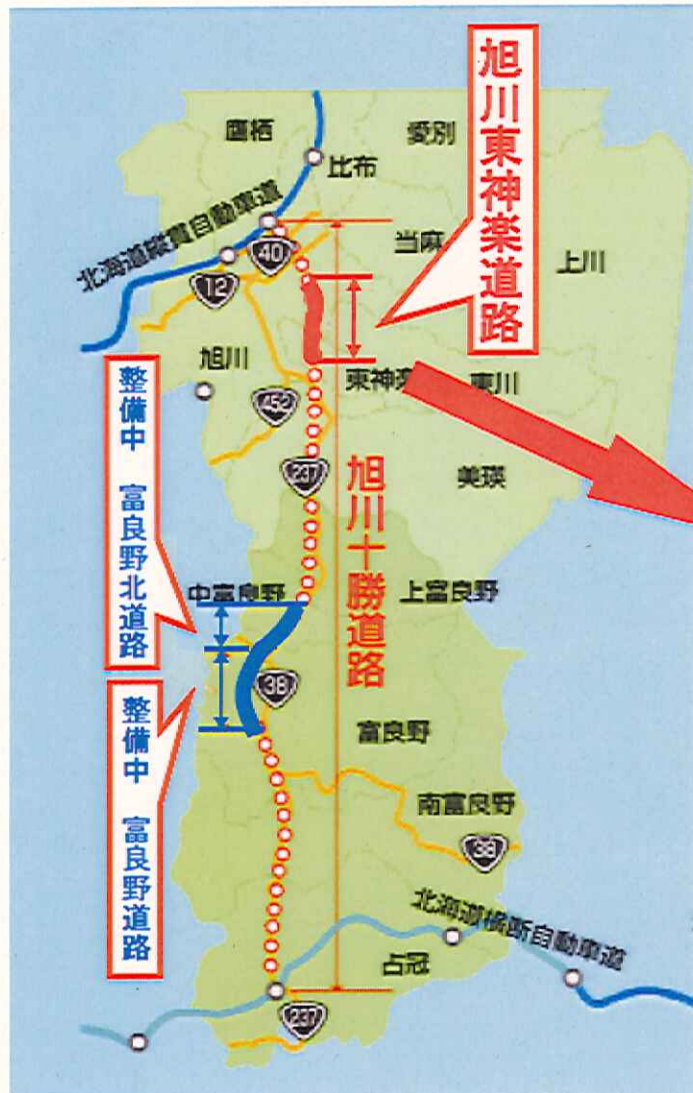 旭川東神楽道路
鷹栖
愛別
比布
北海道縦貫自動車道
40
当麻
上川
12
旭川
東神楽
東川
452
237
美瑛
旭川十勝道路
整備中 富良野北道路
中富良野
上富良野
38
整備中 富良野道路
富良野
南富良野
38
北海道横断自動車道
占冠
237